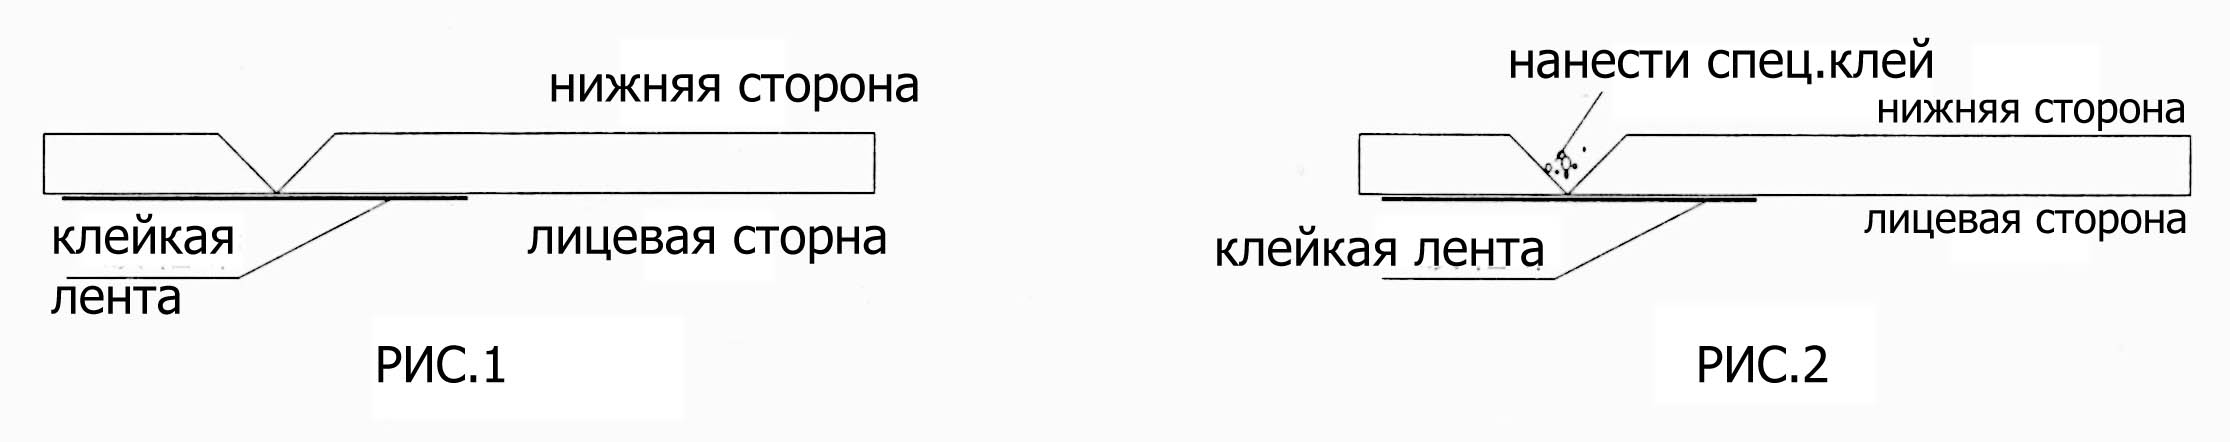 нижняя сторона
клейкая
лента
лицевая сторна
РИС.1
нанести спец.клей
нижняя сторона
лицевая сторона
клейкая лента
РИС.2